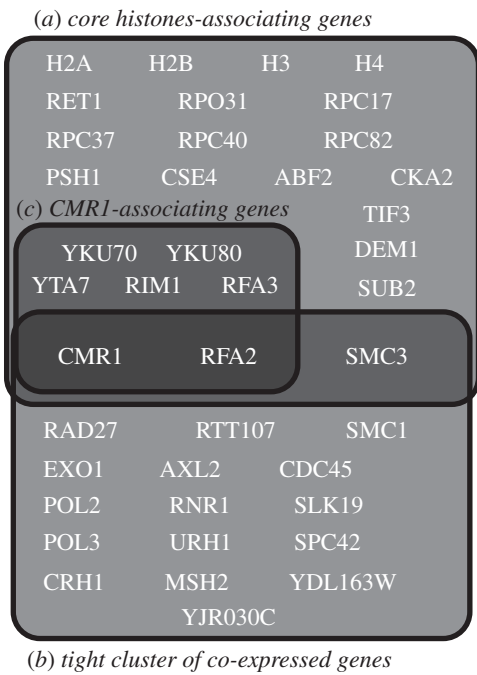 (a) core histones-associating genes
H2A H2B H3 H4
RET1 RPO31 RPC17
RPC37 RPC40 RPC82
PSH1 CSE4 ABF2 CKA2
(c) CMR1-associating genes TIF3
YKU70 YKU80 DEM1
YTA7 RIM1 RFA3 SUB2
CMR1 RFA2 SMC3
RAD27 RTT107 SMC1
EXO1 AXL2 CDC45
POL2 RNR1 SLK19
POL3 URH1 SPC42
CRH1 MSH2 YDL163W
YJR030C
(b) tight cluster of co-expressed genes